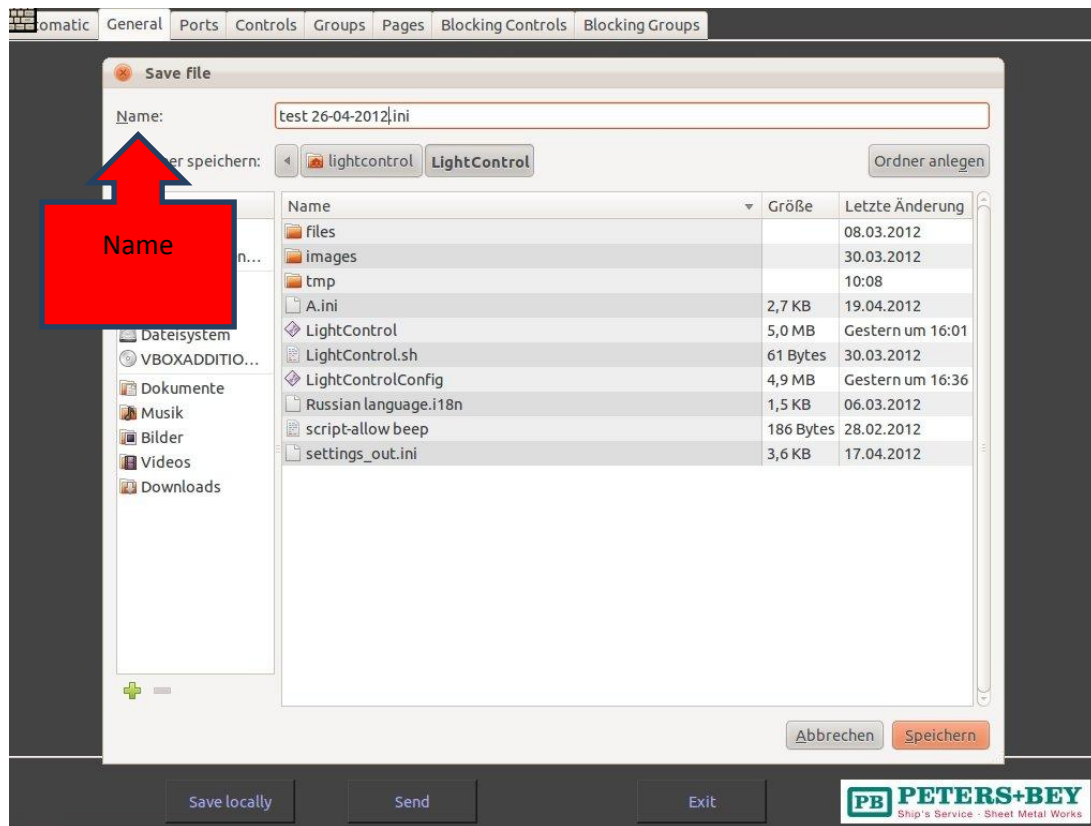 omatic General Ports Controls Groups Pages Blocking Controls Blocking Groups
Save file
Name:
test 26-04-2012.ini
er speichern:
lightcontrol LightControl
Ordner anlegen
Name
n...
Dateisystem
VBOXADDITIO...
Dokumente
Musik
Bilder
Videos
Downloads
Name Größe Letzte Änderung
files 08.03.2012
images 30.03.2012
tmp 10:08
A.ini 2,7 KB 19.04.2012
LightControl 5,0 MB Gestern um 16:01
LightControl.sh 61 Bytes 30.03.2012
LightControlConfig 4,9 MB Gestern um 16:36
Russian language.i18n 1,5 KB 06.03.2012
script-allow beep 186 Bytes 28.02.2012
settings_out.ini 3,6 KB 17.04.2012
Abbrechen Speichern
Save locally Send Exit
PB PETERS+BEY
Ship's Service - Sheet Metal Works